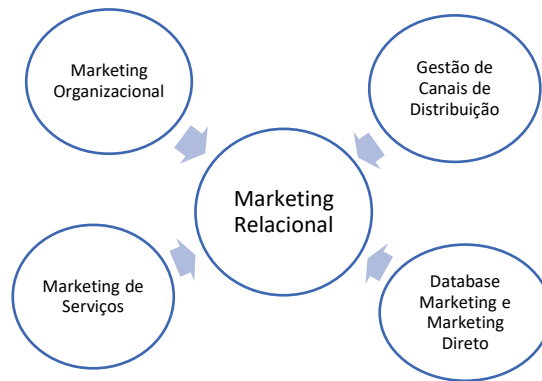 Marketing
Organizacional
Gestão de
Canais de
Distribuição
Marketing
Relacional
Marketing de
Serviços
Database
Marketing e
Marketing
Direto